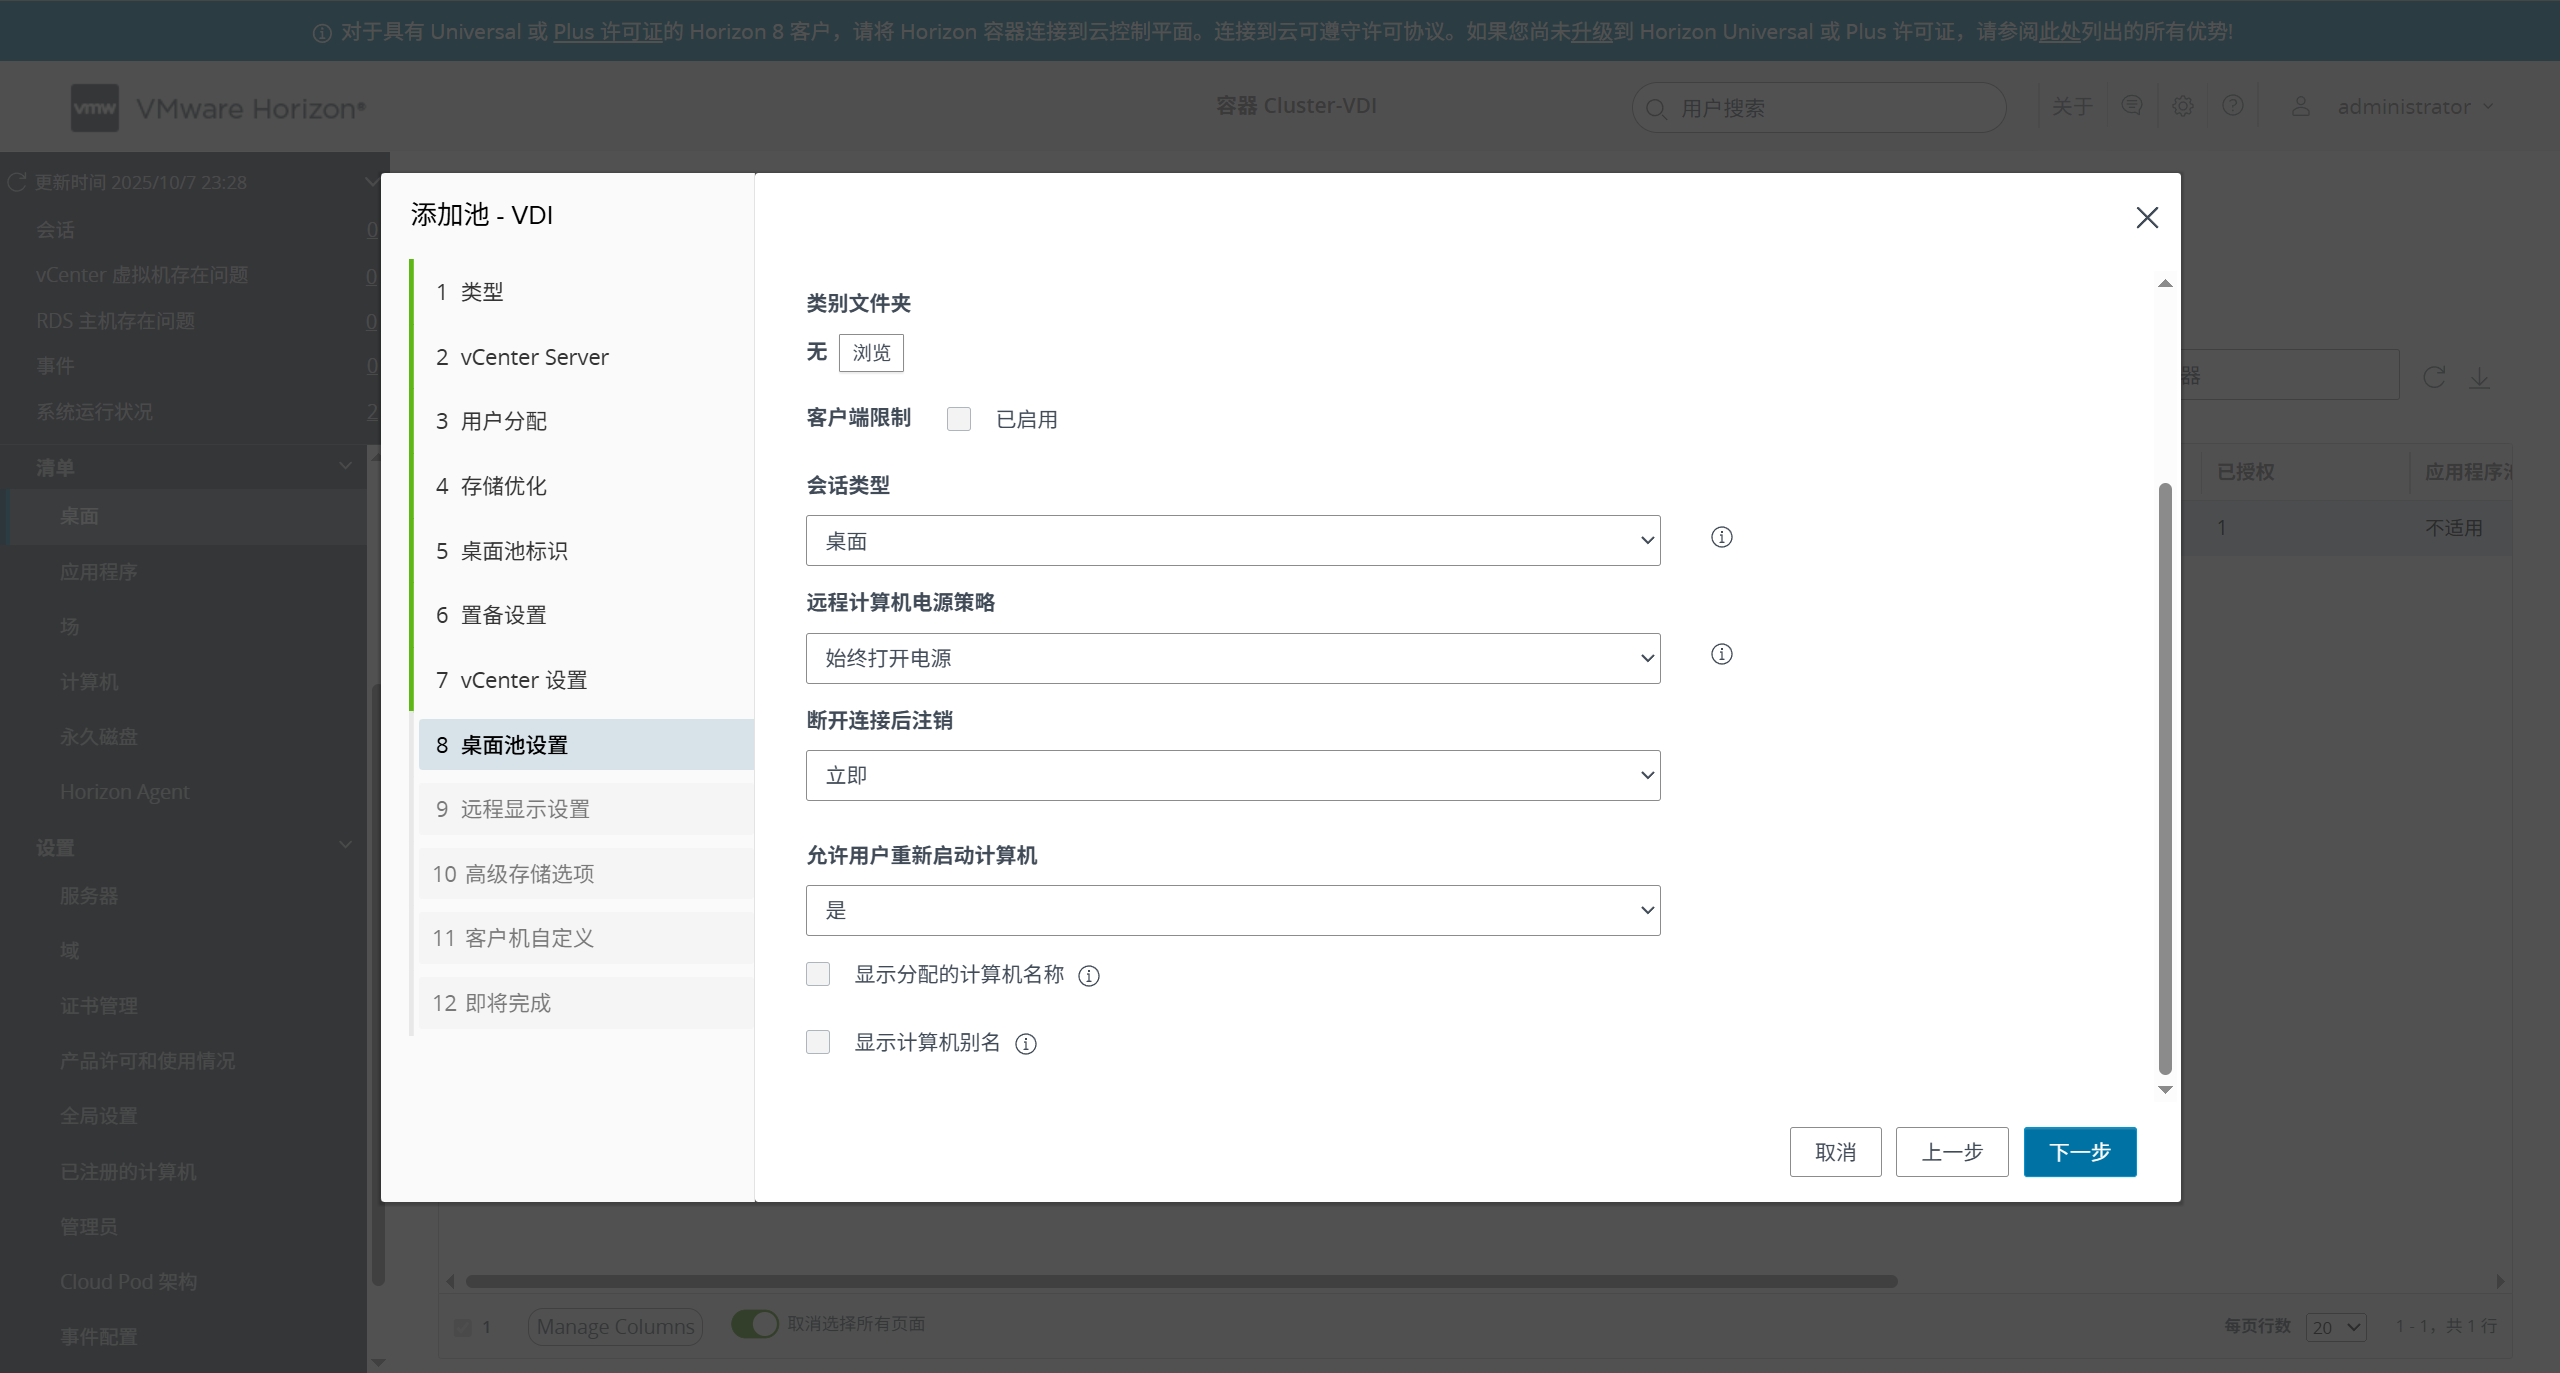 对于具有 Universal 或 Plus 许可证的 Horizon 8 客户，请将 Horizon 容器连接到云控制平面。连接到云可遵守许可协议。如果您尚未升级到 Horizon Universal 或 Plus 许可证，请参阅此处列出的所有优势!
vmw VMware Horizon®
容器 Cluster-VDI
用户搜索
关于
administrator
更新时间 2025/10/7 23:28
会话 0
vCenter 虚拟机存在问题 0
RDS 主机存在问题 0
事件 0
系统运行状况 2
清单
桌面
应用程序
场
计算机
永久磁盘
Horizon Agent
设置
服务器
域
证书管理
产品许可和使用情况
全局设置
已注册的计算机
管理员
Cloud Pod 架构
事件配置
添加池 - VDI
1 类型
2 vCenter Server
3 用户分配
4 存储优化
5 桌面池标识
6 置备设置
7 vCenter 设置
8 桌面池设置
9 远程显示设置
10 高级存储选项
11 客户机自定义
12 即将完成
类别文件夹
无 浏览
客户端限制 已启用
会话类型
桌面
远程计算机电源策略
始终打开电源
断开连接后注销
立即
允许用户重新启动计算机
是
显示分配的计算机名称
显示计算机别名
取消 上一步 下一步
器
已授权 应用程序
1 不适用
1 Manage Columns 取消选择所有页面
每页行数 20 1 - 1，共 1 行